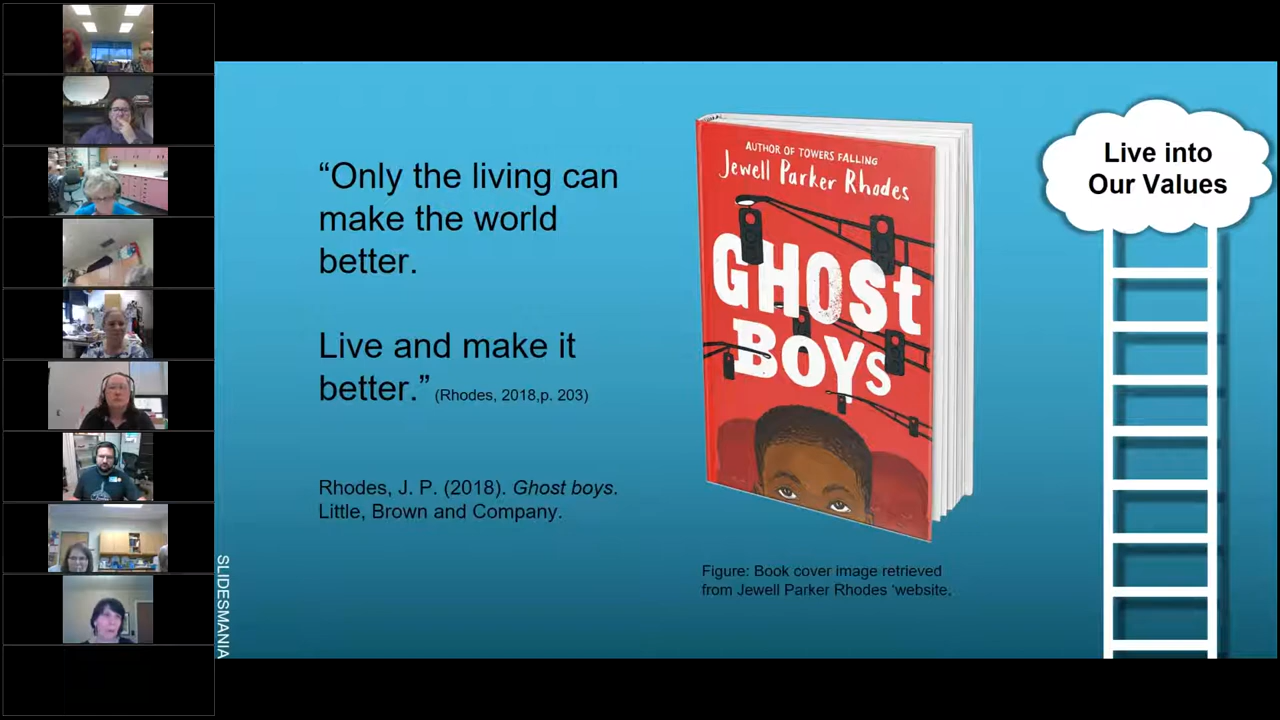 “Only the living can
make the world
better.
Live and make it
better.” (Rhodes, 2018,p. 203)
Rhodes, J. P. (2018). Ghost boys.
Little, Brown and Company.
SLIDESMANIA
AUTHOR OF TOWERS FALLING
Jewell Parker Rhodes
GHOST
BOYS
Figure: Book cover image retrieved
from Jewell Parker Rhodes ‘website.
Live into
Our Values